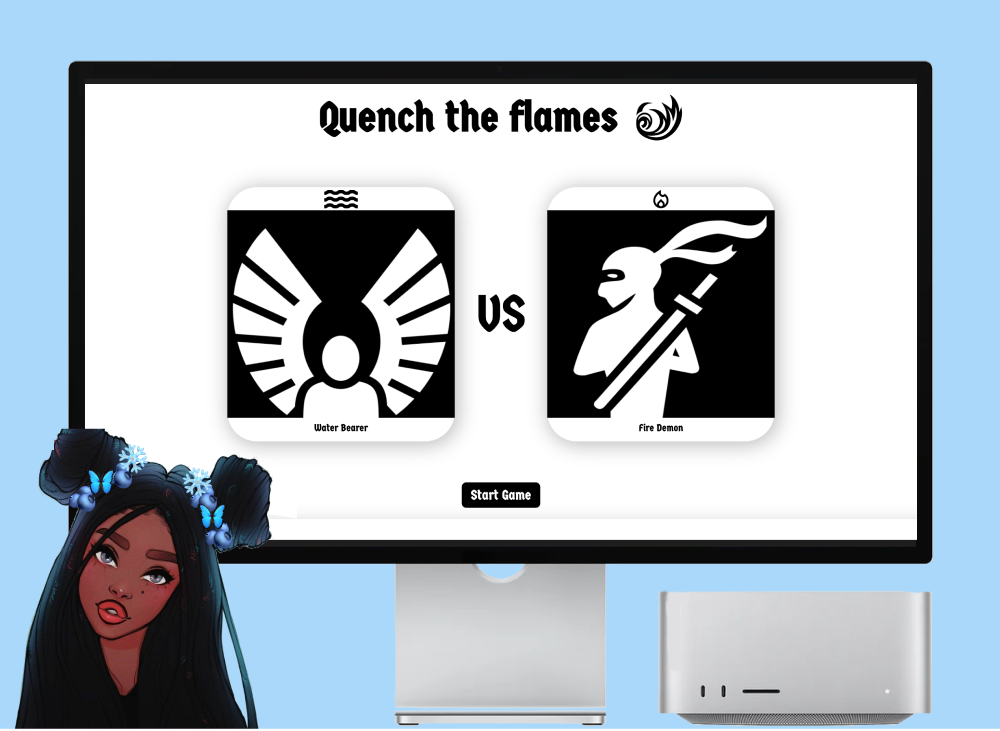 Quench the flames
VS
Water Bearer
Fire Demon
Start Game